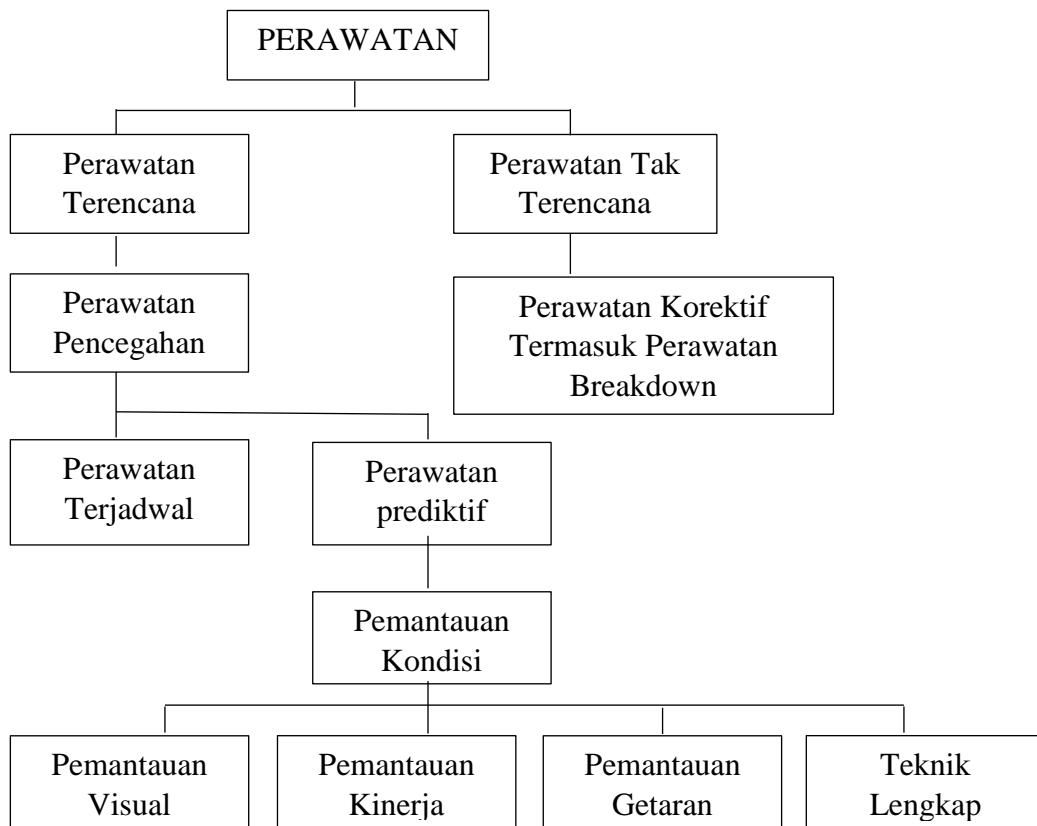 PERAWATAN
Perawatan
Terencana
Perawatan Tak
Terencana
Perawatan
Pencegahan
Perawatan Korektif
Termasuk Perawatan
Breakdown
Perawatan
Terjadwal
Perawatan
prediktif
Pemantauan
Kondisi
Pemantauan
Visual
Pemantauan
Kinerja
Pemantauan
Getaran
Teknik
Lengkap